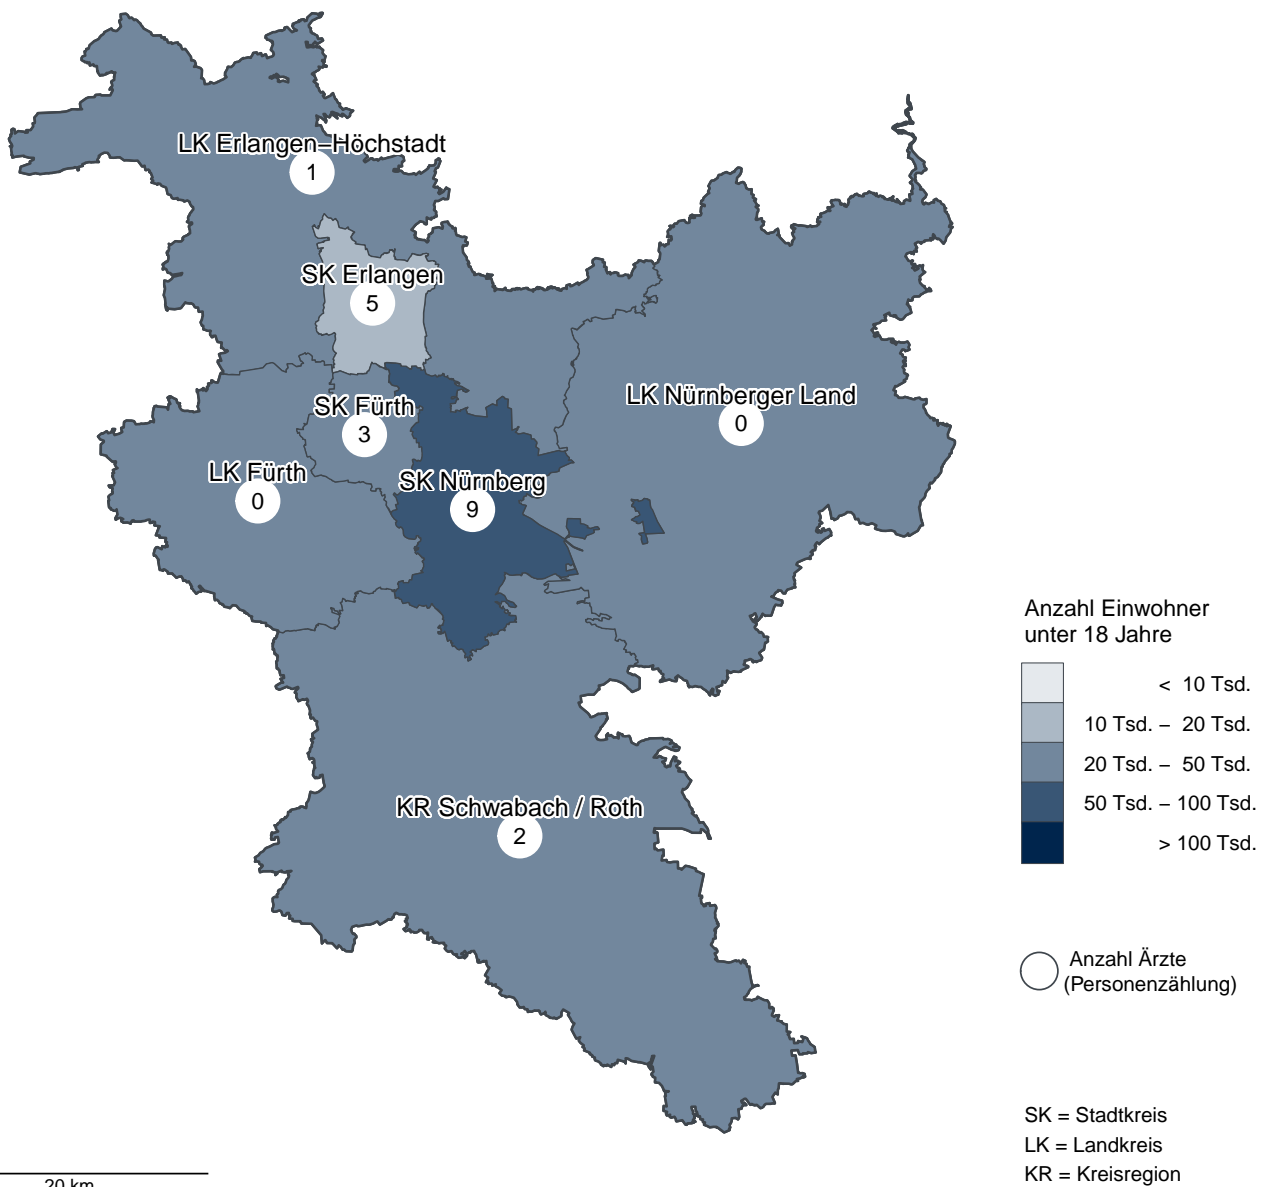 LK Erlangen–Höchstadt
1
SK Erlangen
5
LK Nürnberger Land
0
SK Fürth
3
LK Fürth
0
SK Nürnberg
9
KR Schwabach / Roth
2
Anzahl Einwohner
unter 18 Jahre
< 10 Tsd.
10 Tsd. – 20 Tsd.
20 Tsd. – 50 Tsd.
50 Tsd. – 100 Tsd.
> 100 Tsd.
Anzahl Ärzte
(Personenzählung)
SK = Stadtkreis
LK = Landkreis
KR = Kreisregion
20 km